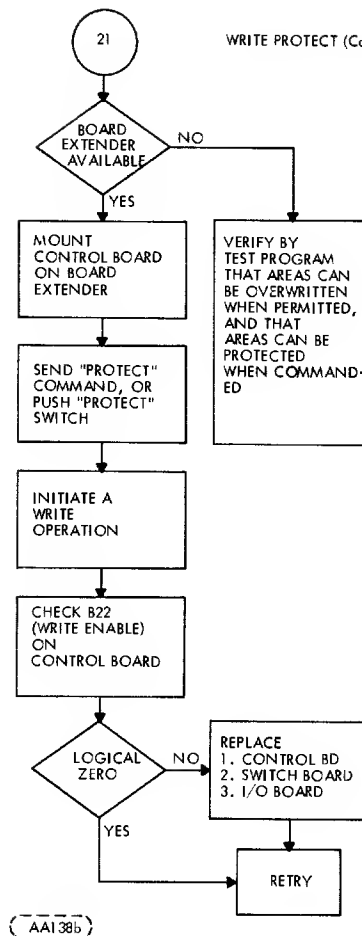 21
WRITE PROTECT (Co
BOARD
EXTENDER
AVAILABLE
NO
YES
MOUNT
CONTROL BOARD
ON BOARD
EXTENDER
VERIFY BY
TEST PROGRAM
THAT AREAS CAN
BE OVERWRITTEN
WHEN PERMITTED,
AND THAT
AREAS CAN BE
PROTECTED
WHEN COMMAND-
ED
SEND "PROTECT"
COMMAND, OR
PUSH "PROTECT"
SWITCH
INITIATE A
WRITE
OPERATION
CHECK B22
(WRITE ENABLE)
ON
CONTROL BOARD
LOGICAL
ZERO
NO
YES
REPLACE
1. CONTROL BD
2. SWITCH BOARD
3. I/O BOARD
RETRY
AA138b